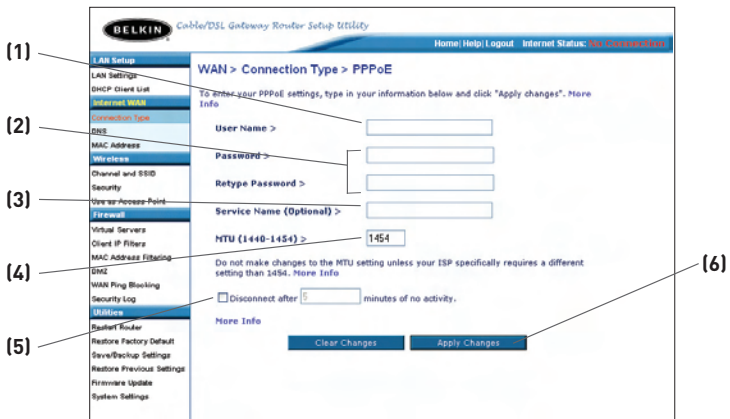 BELKIN Cable/DSL Gateway Router Setup Utility
Home|Help|Logout Internet Status: No Connection
LAN Setup
LAN Settings
DHCP Client List
Internet WAN
Connection Type
DNS
MAC Address
Wireless
Channel and SSID
Security
Use as Access Point
Firewall
Virtual Servers
Client IP Filters
MAC Address Filtering
DMZ
WAN Ping Blocking
Security Log
Utilities
Restart Router
Restore Factory Default
Save/Backup Settings
Restore Previous Settings
Firmware Update
System Settings
WAN > Connection Type > PPPoE
To enter your PPPoE settings, type in your information below and click "Apply changes". More
Info
(1)
User Name >
(2)
Password >
Retype Password >
(3)
Service Name (Optional) >
(4)
MTU (1440-1454) > 1454
Do not make changes to the MTU setting unless your ISP specifically requires a different
setting than 1454. More Info
(5)
Disconnect after 5 minutes of no activity.
More Info
Clear Changes Apply Changes
(6)